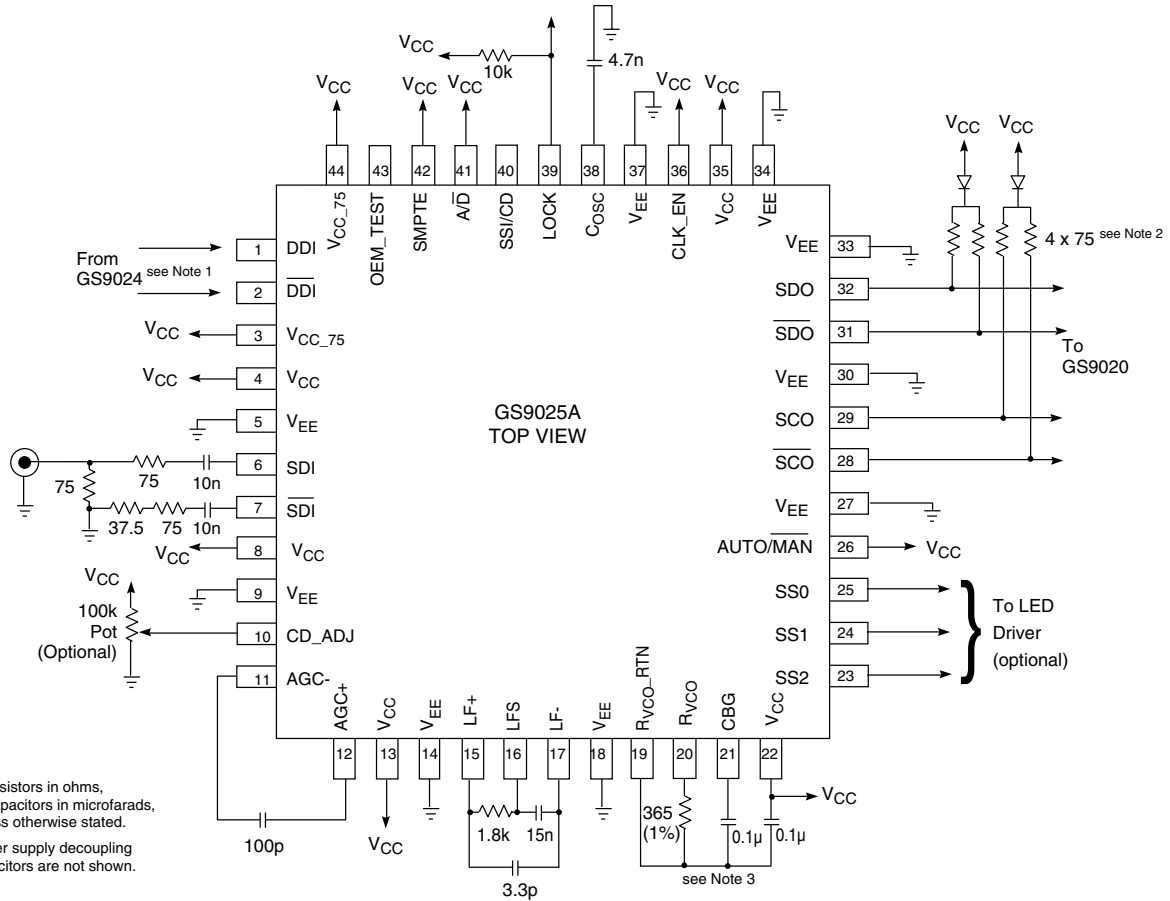 VCC
10k
4.7n
VCC VCC VCC VCC VCC VCC VCC
44 43 42 41 40 39 38 37 36 35 34
VCC_75
OEM_TEST
SMPTE
A̅/D
SSI/CD
LOCK
COSC
VEE
CLK_EN
VCC
VEE
From
GS9024 see Note 1
1 DDI
2 D̅D̅I̅
VCC 3 VCC_75
VCC 4 VCC
5 VEE
6 SDI
75 75 10n
7 S̅D̅I̅
37.5 75 10n
VCC 8 VCC
9 VEE
VCC
100k
Pot
(Optional)
10 CD_ADJ
11 AGC-
GS9025A
TOP VIEW
4 x 75 see Note 2
VEE 33
SDO 32
S̅D̅O̅ 31
To
GS9020
VEE 30
SCO 29
S̅C̅O̅ 28
VEE 27
AUTO/M̅A̅N̅ 26 VCC
SS0 25
SS1 24
SS2 23
}
To LED
Driver
(optional)
AGC+
VCC
VEE
LF+
LFS
LF-
VEE
RVCO_RTN
RVCO
CBG
VCC
12 13 14 15 16 17 18 19 20 21 22
100p
VCC
1.8k 15n
3.3p
365
(1%)
0.1µ 0.1µ
VCC
see Note 3
sistors in ohms,
pacitors in microfarads,
s otherwise stated.
er supply decoupling
citors are not shown.